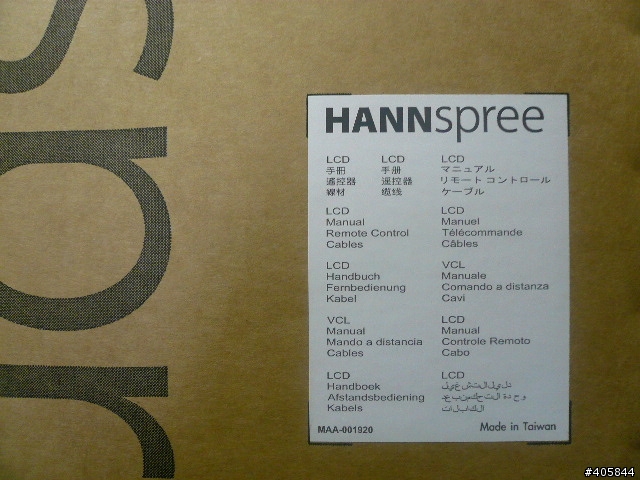 spr
HANNspree
LCD
手冊
遙控器
線材
LCD
手册
遥控器
缆线
LCD
マニュアル
リモート コントロール
ケーブル
LCD
Manual
Remote Control
Cables
LCD
Manuel
Télécommande
Câbles
LCD
Handbuch
Fernbedienung
Kabel
VCL
Manuale
Comando a distanza
Cavi
VCL
Manual
Mando a distancia
Cables
LCD
Manual
Controle Remoto
Cabo
LCD
Handboek
Afstandsbediening
Kabels
LCD
MAA-001920
Made in Taiwan
#405844